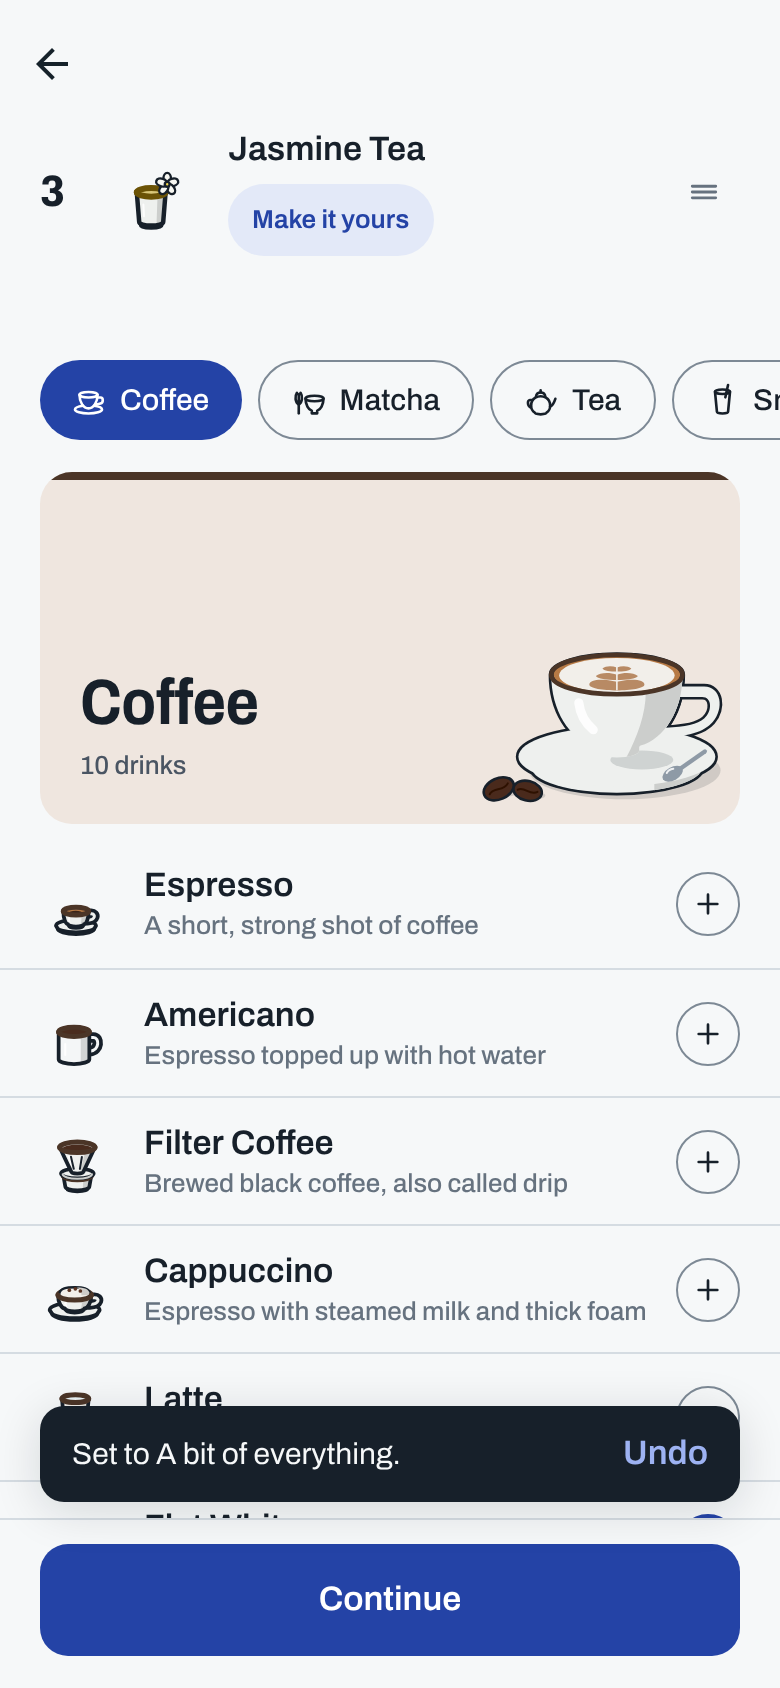 3
Jasmine Tea
Make it yours
Coffee
Matcha
Tea
Coffee
10 drinks
Espresso
A short, strong shot of coffee
Americano
Espresso topped up with hot water
Filter Coffee
Brewed black coffee, also called drip
Cappuccino
Espresso with steamed milk and thick foam
Latte
Set to A bit of everything.
Undo
Continue